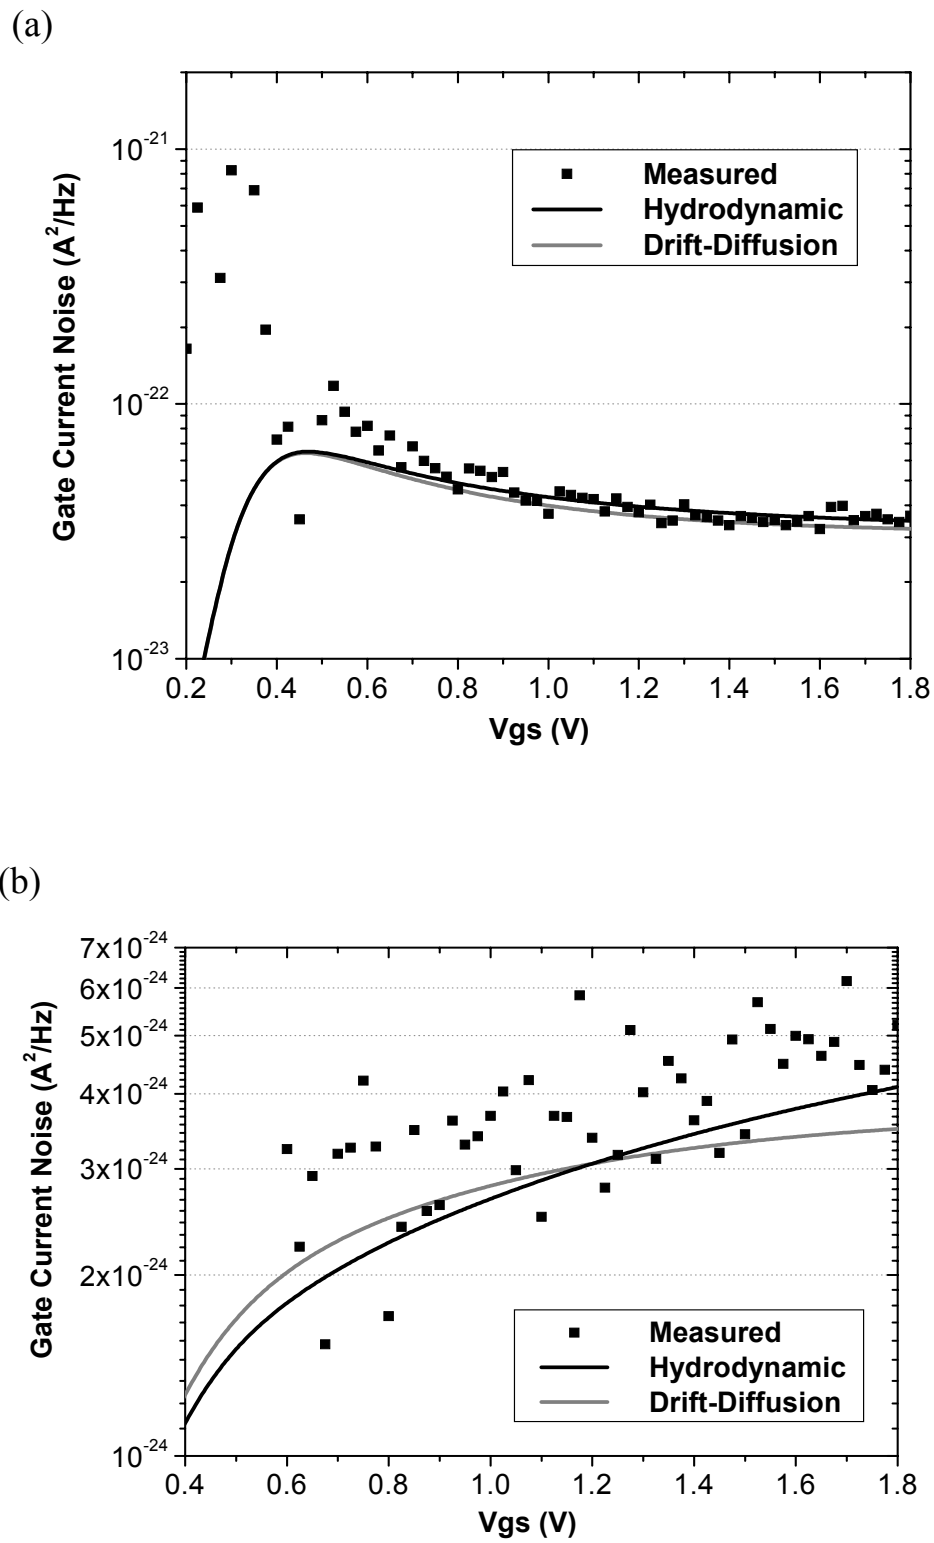 (a)
10^-21
10^-22
10^-23
Gate Current Noise (A^2/Hz)
Measured
Hydrodynamic
Drift-Diffusion
0.2 0.4 0.6 0.8 1.0 1.2 1.4 1.6 1.8
Vgs (V)
(b)
7x10^-24
6x10^-24
5x10^-24
4x10^-24
3x10^-24
2x10^-24
10^-24
Gate Current Noise (A^2/Hz)
Measured
Hydrodynamic
Drift-Diffusion
0.4 0.6 0.8 1.0 1.2 1.4 1.6 1.8
Vgs (V)